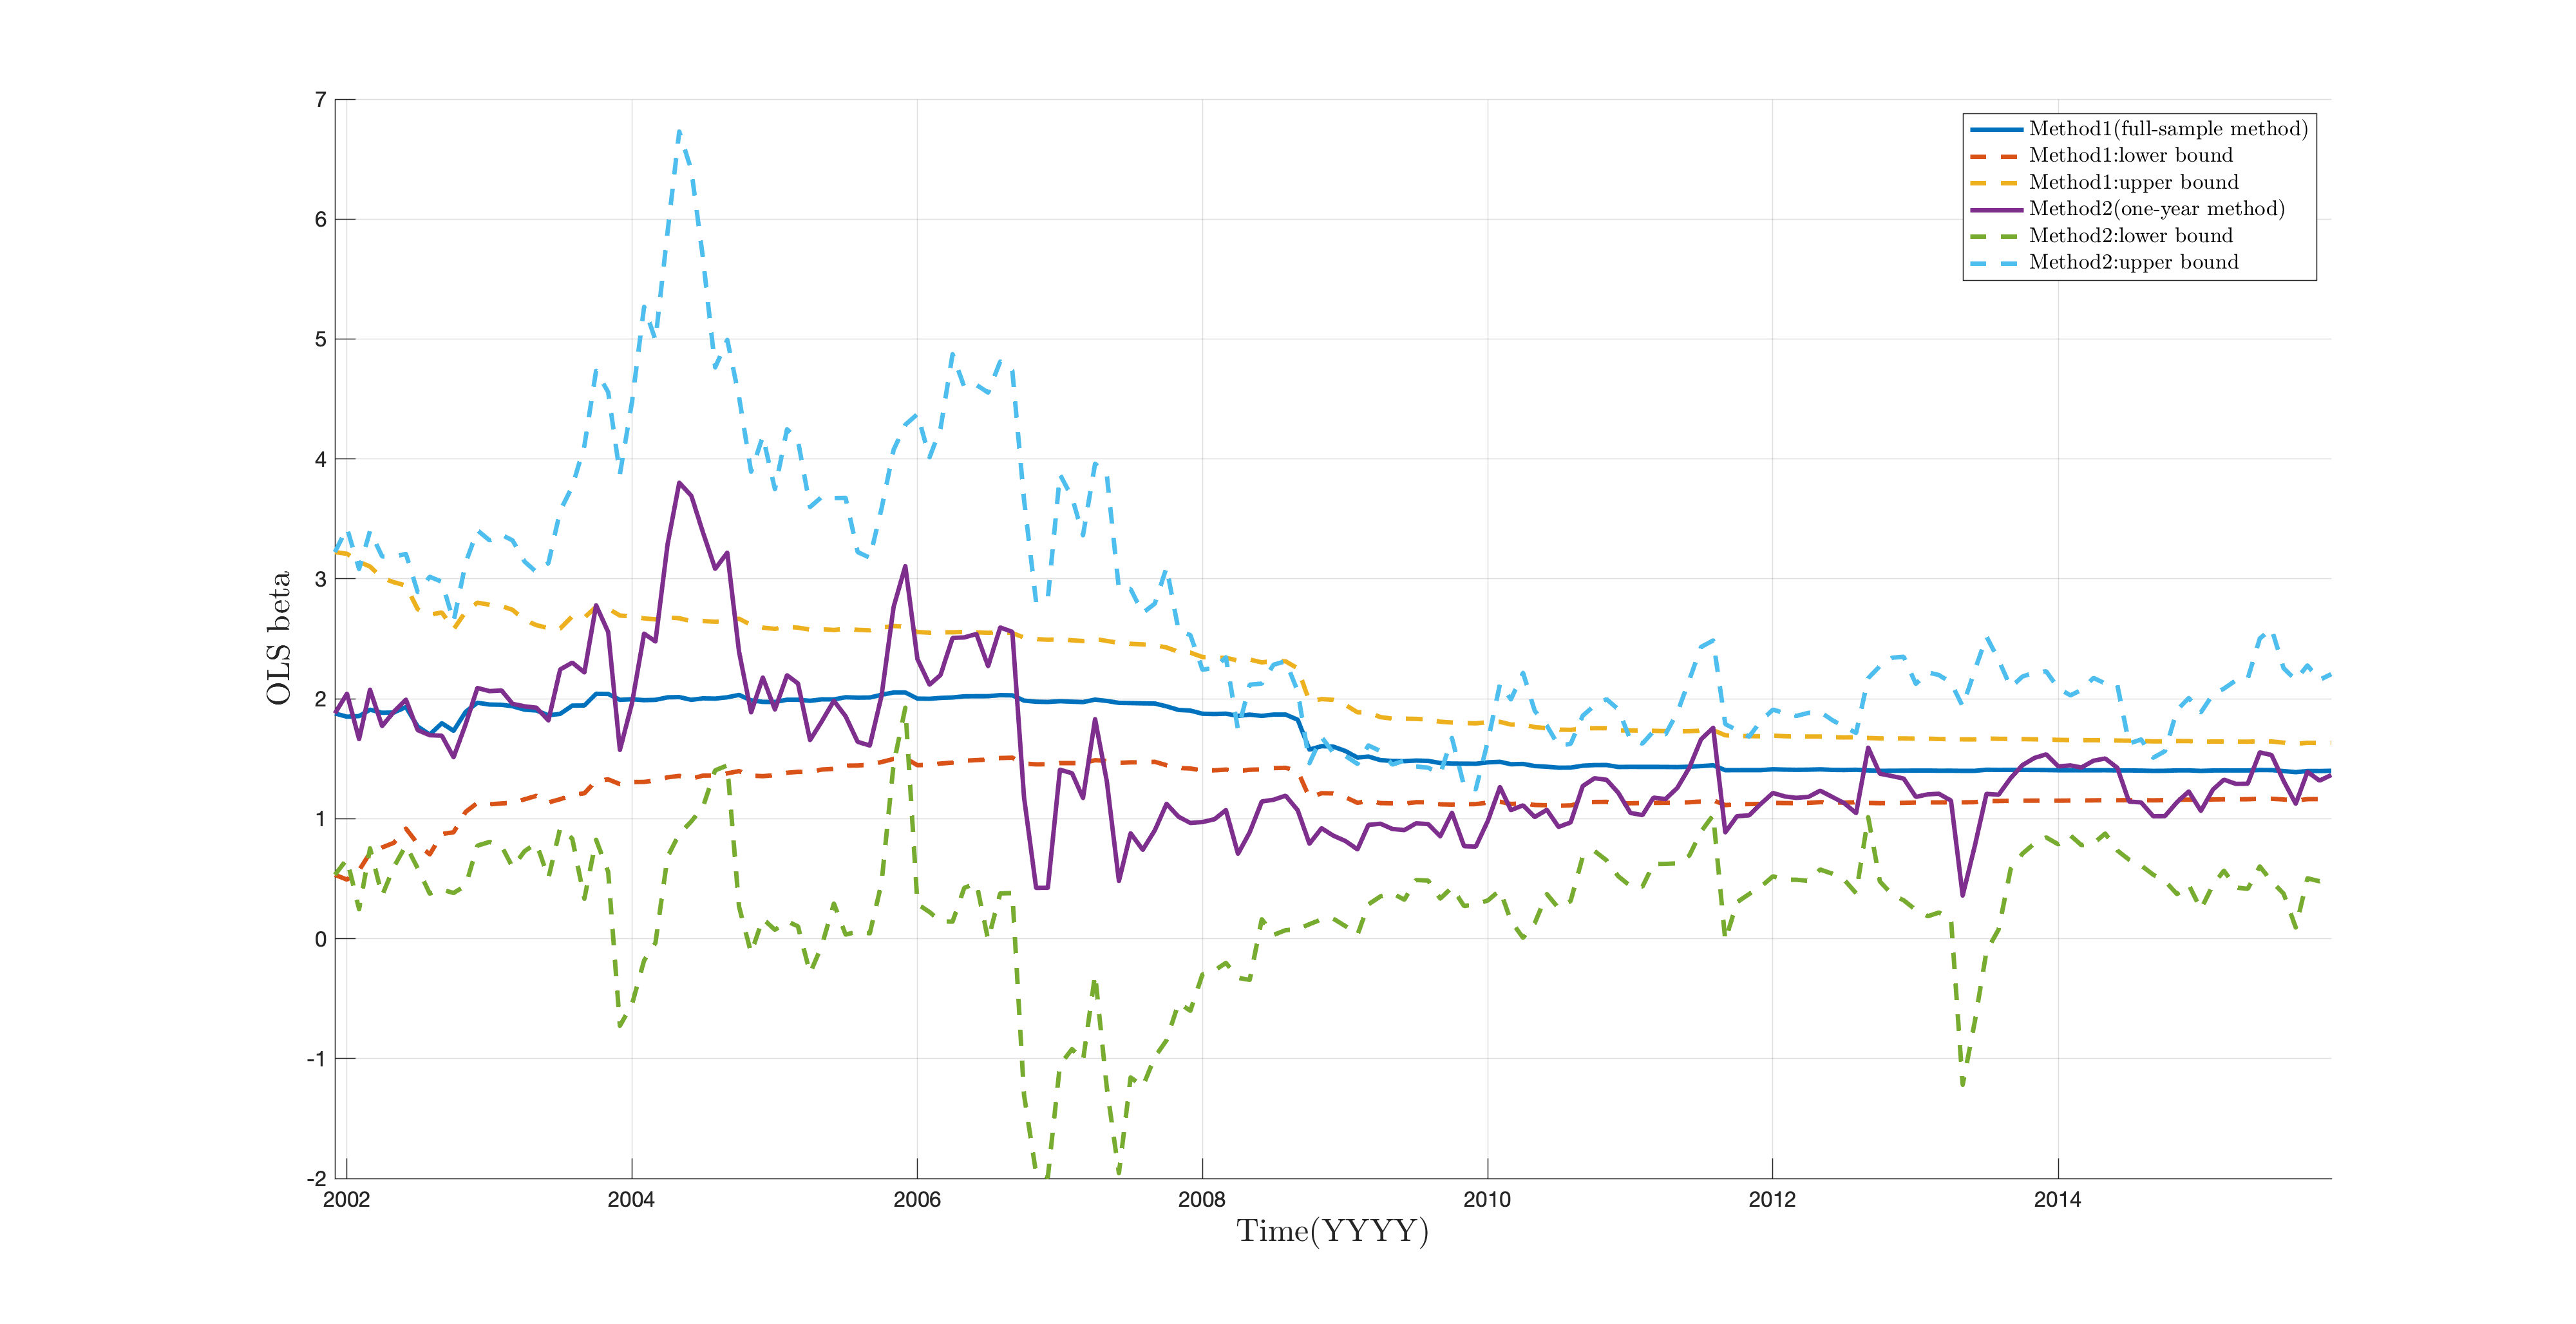 7
6
5
4
3
2
1
0
-1
-2
OLS beta
2002 2004 2006 2008 2010 2012 2014
Time(YYYY)
Method1(full-sample method)
Method1:lower bound
Method1:upper bound
Method2(one-year method)
Method2:lower bound
Method2:upper bound